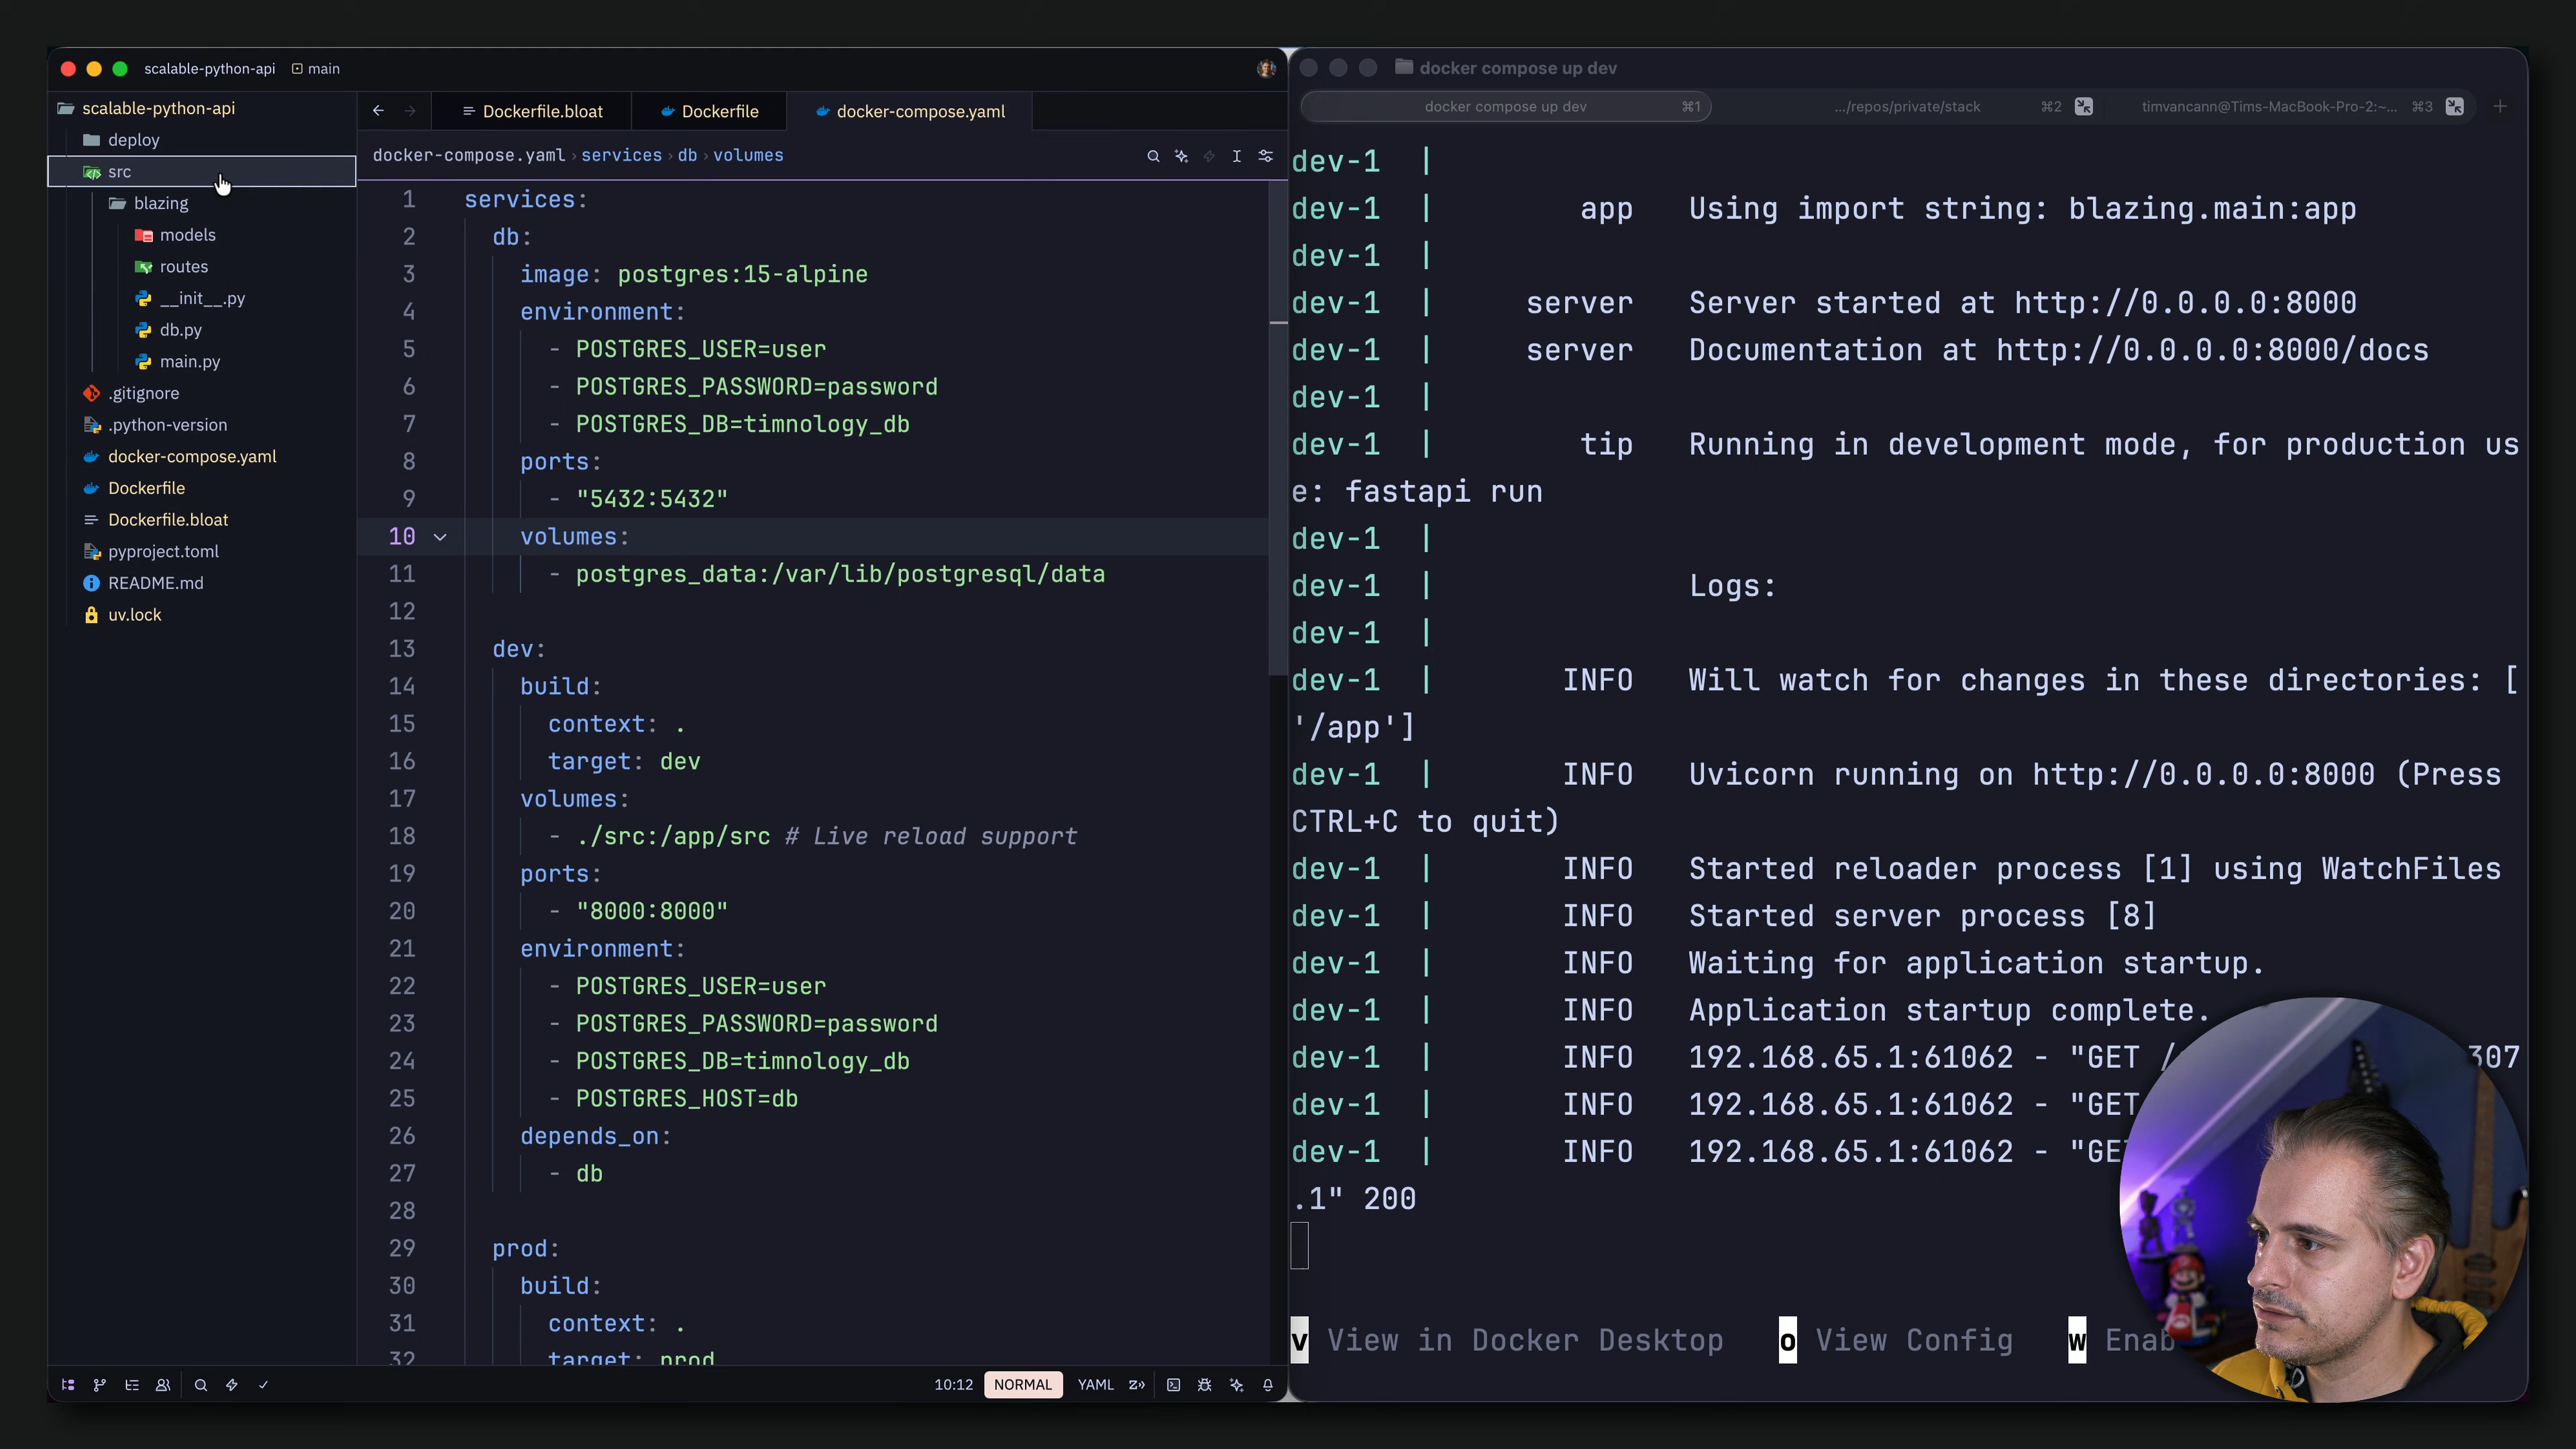 scalable-python-api main
scalable-python-api
deploy
src
blazing
models
routes
__init__.py
db.py
main.py
.gitignore
.python-version
docker-compose.yaml
Dockerfile
Dockerfile.bloat
pyproject.toml
README.md
uv.lock
Dockerfile.bloat Dockerfile docker-compose.yaml
docker-compose.yaml › services › db › volumes
1 services:
2 db:
3 image: postgres:15-alpine
4 environment:
5 - POSTGRES_USER=user
6 - POSTGRES_PASSWORD=password
7 - POSTGRES_DB=timnology_db
8 ports:
9 - "5432:5432"
10 volumes:
11 - postgres_data:/var/lib/postgresql/data
12
13 dev:
14 build:
15 context: .
16 target: dev
17 volumes:
18 - ./src:/app/src # Live reload support
19 ports:
20 - "8000:8000"
21 environment:
22 - POSTGRES_USER=user
23 - POSTGRES_PASSWORD=password
24 - POSTGRES_DB=timnology_db
25 - POSTGRES_HOST=db
26 depends_on:
27 - db
28
29 prod:
30 build:
31 context: .
32 target: prod
10:12 NORMAL YAML
docker compose up dev
docker compose up dev ⌘1 .../repos/private/stack ⌘2 timvancann@Tims-MacBook-Pro-2:~... ⌘3 +
dev-1 |
dev-1 | app Using import string: blazing.main:app
dev-1 |
dev-1 | server Server started at http://0.0.0.0:8000
dev-1 | server Documentation at http://0.0.0.0:8000/docs
dev-1 |
dev-1 | tip Running in development mode, for production us
e: fastapi run
dev-1 |
dev-1 | Logs:
dev-1 |
dev-1 | INFO Will watch for changes in these directories: [
'/app']
dev-1 | INFO Uvicorn running on http://0.0.0.0:8000 (Press
CTRL+C to quit)
dev-1 | INFO Started reloader process [1] using WatchFiles
dev-1 | INFO Started server process [8]
dev-1 | INFO Waiting for application startup.
dev-1 | INFO Application startup complete.
dev-1 | INFO 192.168.65.1:61062 - "GET / 307
dev-1 | INFO 192.168.65.1:61062 - "GET
dev-1 | INFO 192.168.65.1:61062 - "GE
.1" 200
v View in Docker Desktop o View Config w Enab